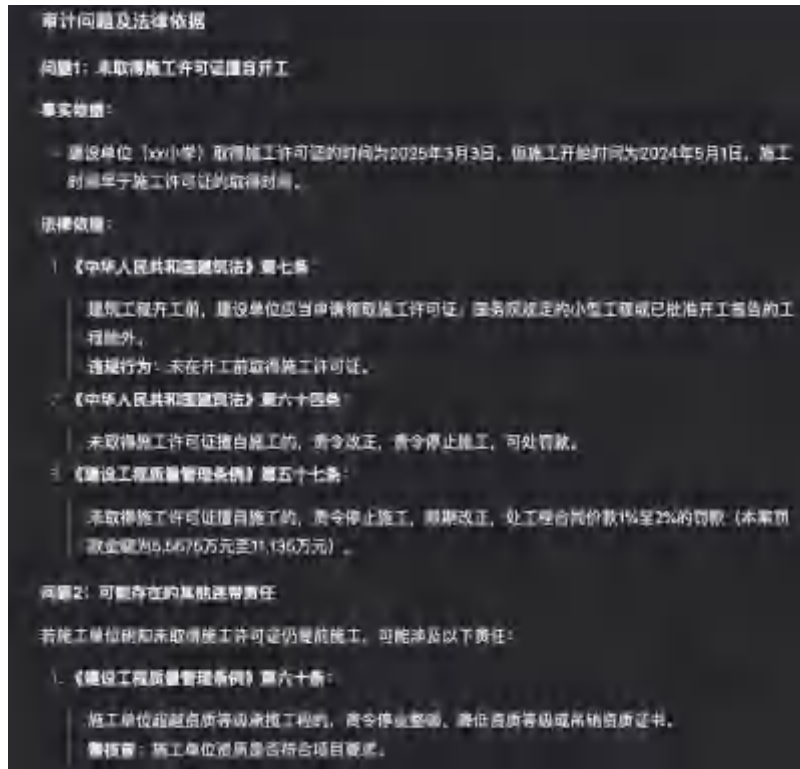 审计问题及法律依据
问题1：未取得施工许可证擅自开工
事实依据：
建设单位（xx小学）取得施工许可证的时间为2025年3月3日，但施工开始时间为2024年5月1日，施工
时间早于施工许可证的取得时间。
法律依据：
1. 《中华人民共和国建筑法》第七条：
建筑工程开工前，建设单位应当申请领取施工许可证；国务院规定的小型工程或已批准开工报告的工
程除外。
违规行为：未在开工前取得施工许可证。
2. 《中华人民共和国建筑法》第六十四条：
未取得施工许可证擅自施工的，责令改正，责令停止施工，可处罚款。
3. 《建设工程质量管理条例》第五十七条：
未取得施工许可证擅自施工的，责令停止施工，限期改正，处工程合同价款1%至2%的罚款（本案罚
款金额为5.5675万元至11.135万元）。
问题2：可能存在的其他连带责任
若施工单位明知未取得施工许可证仍提前施工，可能涉及以下责任：
1. 《建设工程质量管理条例》第六十条：
施工单位超越资质等级承揽工程的，责令停业整顿，降低资质等级或吊销资质证书。
需核查：施工单位资质是否符合项目要求。